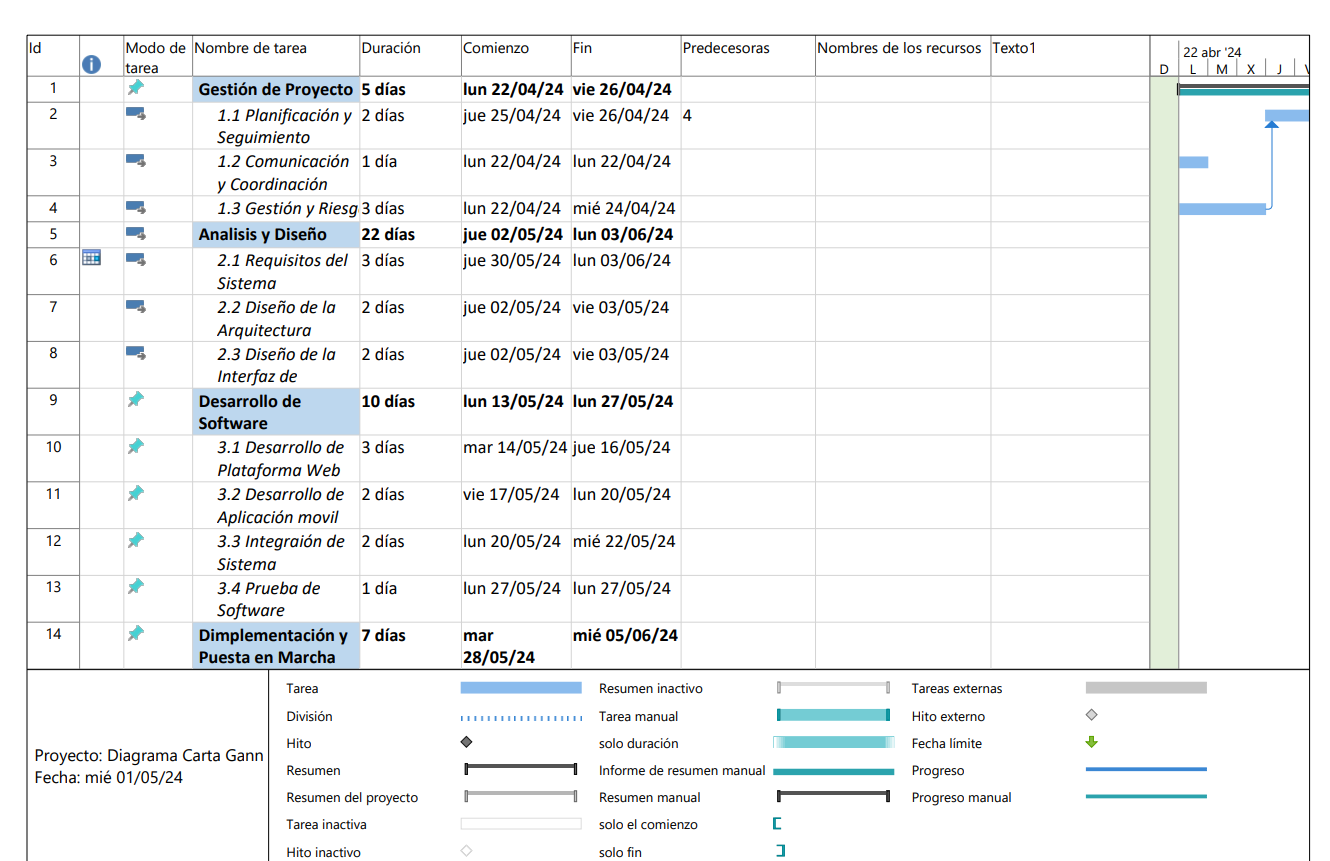 Id
Modo de tarea
Nombre de tarea
Duración
Comienzo
Fin
Predecesoras
Nombres de los recursos
Texto1
22 abr '24
D L M X J V
1 Gestión de Proyecto 5 días lun 22/04/24 vie 26/04/24
2 1.1 Planificación y 2 días jue 25/04/24 vie 26/04/24 4
Seguimiento
3 1.2 Comunicación 1 día lun 22/04/24 lun 22/04/24
y Coordinación
4 1.3 Gestión y Riesg 3 días lun 22/04/24 mié 24/04/24
5 Analisis y Diseño 22 días jue 02/05/24 lun 03/06/24
6 2.1 Requisitos del 3 días jue 30/05/24 lun 03/06/24
Sistema
7 2.2 Diseño de la 2 días jue 02/05/24 vie 03/05/24
Arquitectura
8 2.3 Diseño de la 2 días jue 02/05/24 vie 03/05/24
Interfaz de
9 Desarrollo de 10 días lun 13/05/24 lun 27/05/24
Software
10 3.1 Desarrollo de 3 días mar 14/05/24 jue 16/05/24
Plataforma Web
11 3.2 Desarrollo de 2 días vie 17/05/24 lun 20/05/24
Aplicación movil
12 3.3 Integraión de 2 días lun 20/05/24 mié 22/05/24
Sistema
13 3.4 Prueba de 1 día lun 27/05/24 lun 27/05/24
Software
14 Dimplementación y 7 días mar mié 05/06/24
Puesta en Marcha 28/05/24
Proyecto: Diagrama Carta Gann
Fecha: mié 01/05/24
Tarea
División
Hito
Resumen
Resumen del proyecto
Tarea inactiva
Hito inactivo
Resumen inactivo
Tarea manual
solo duración
Informe de resumen manual
Resumen manual
solo el comienzo
solo fin
Tareas externas
Hito externo
Fecha límite
Progreso
Progreso manual